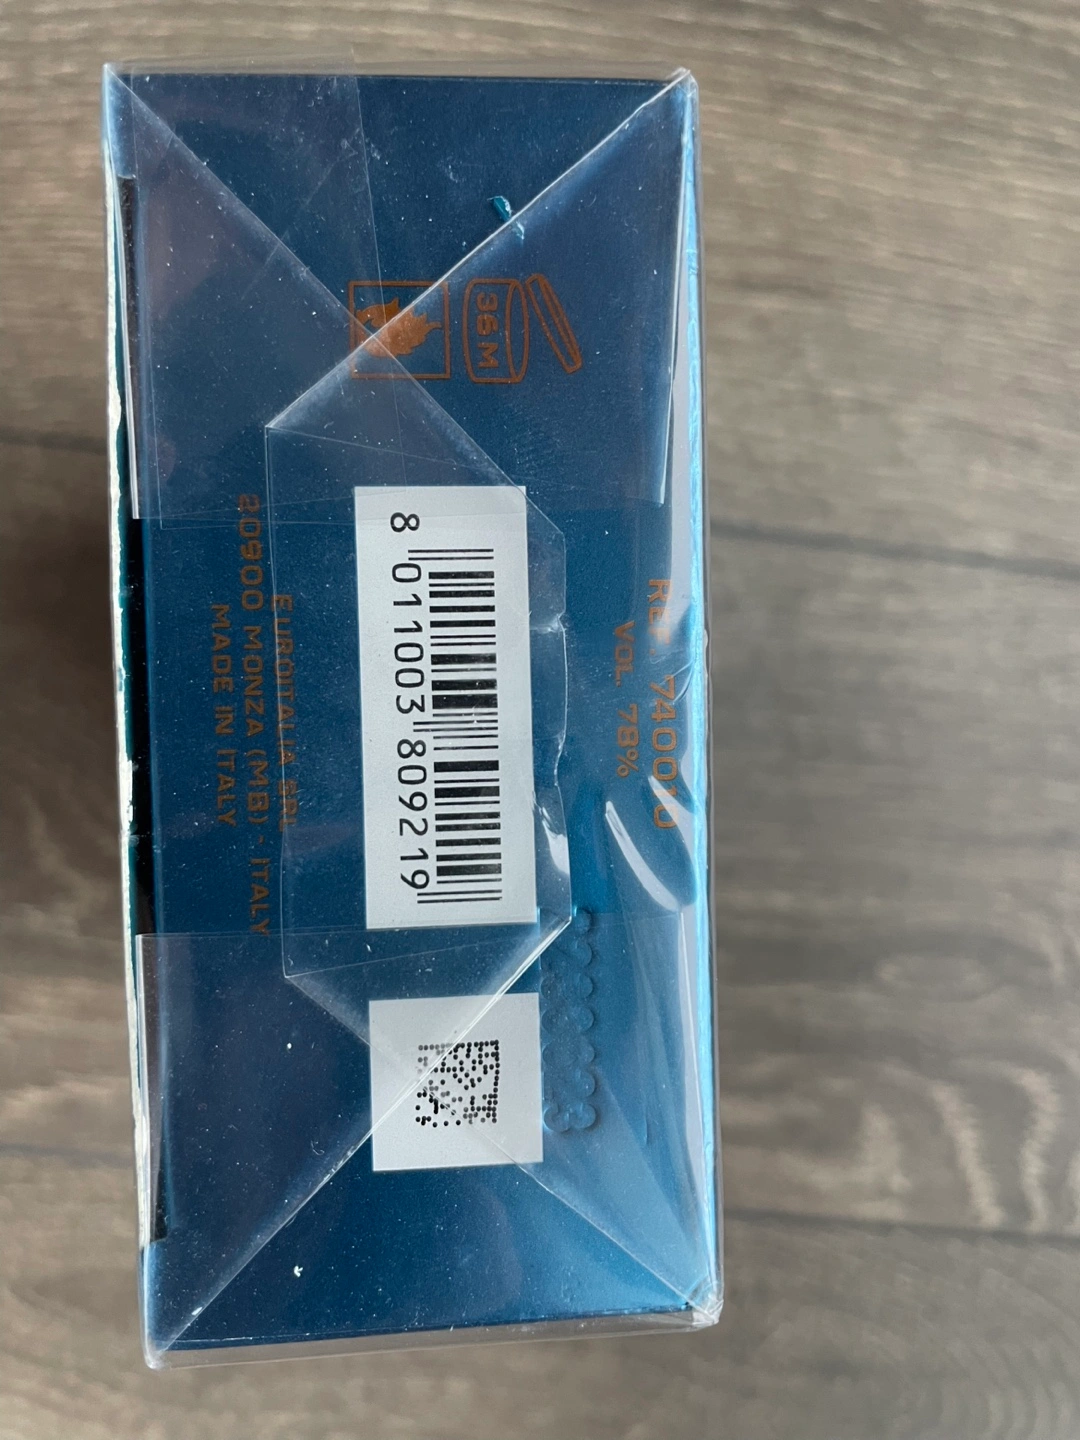 36 M
REF. 740010
VOL. 78%
8 011003 809219
EUROITALIA SRL
20900 MONZA (MB) - ITALY
MADE IN ITALY